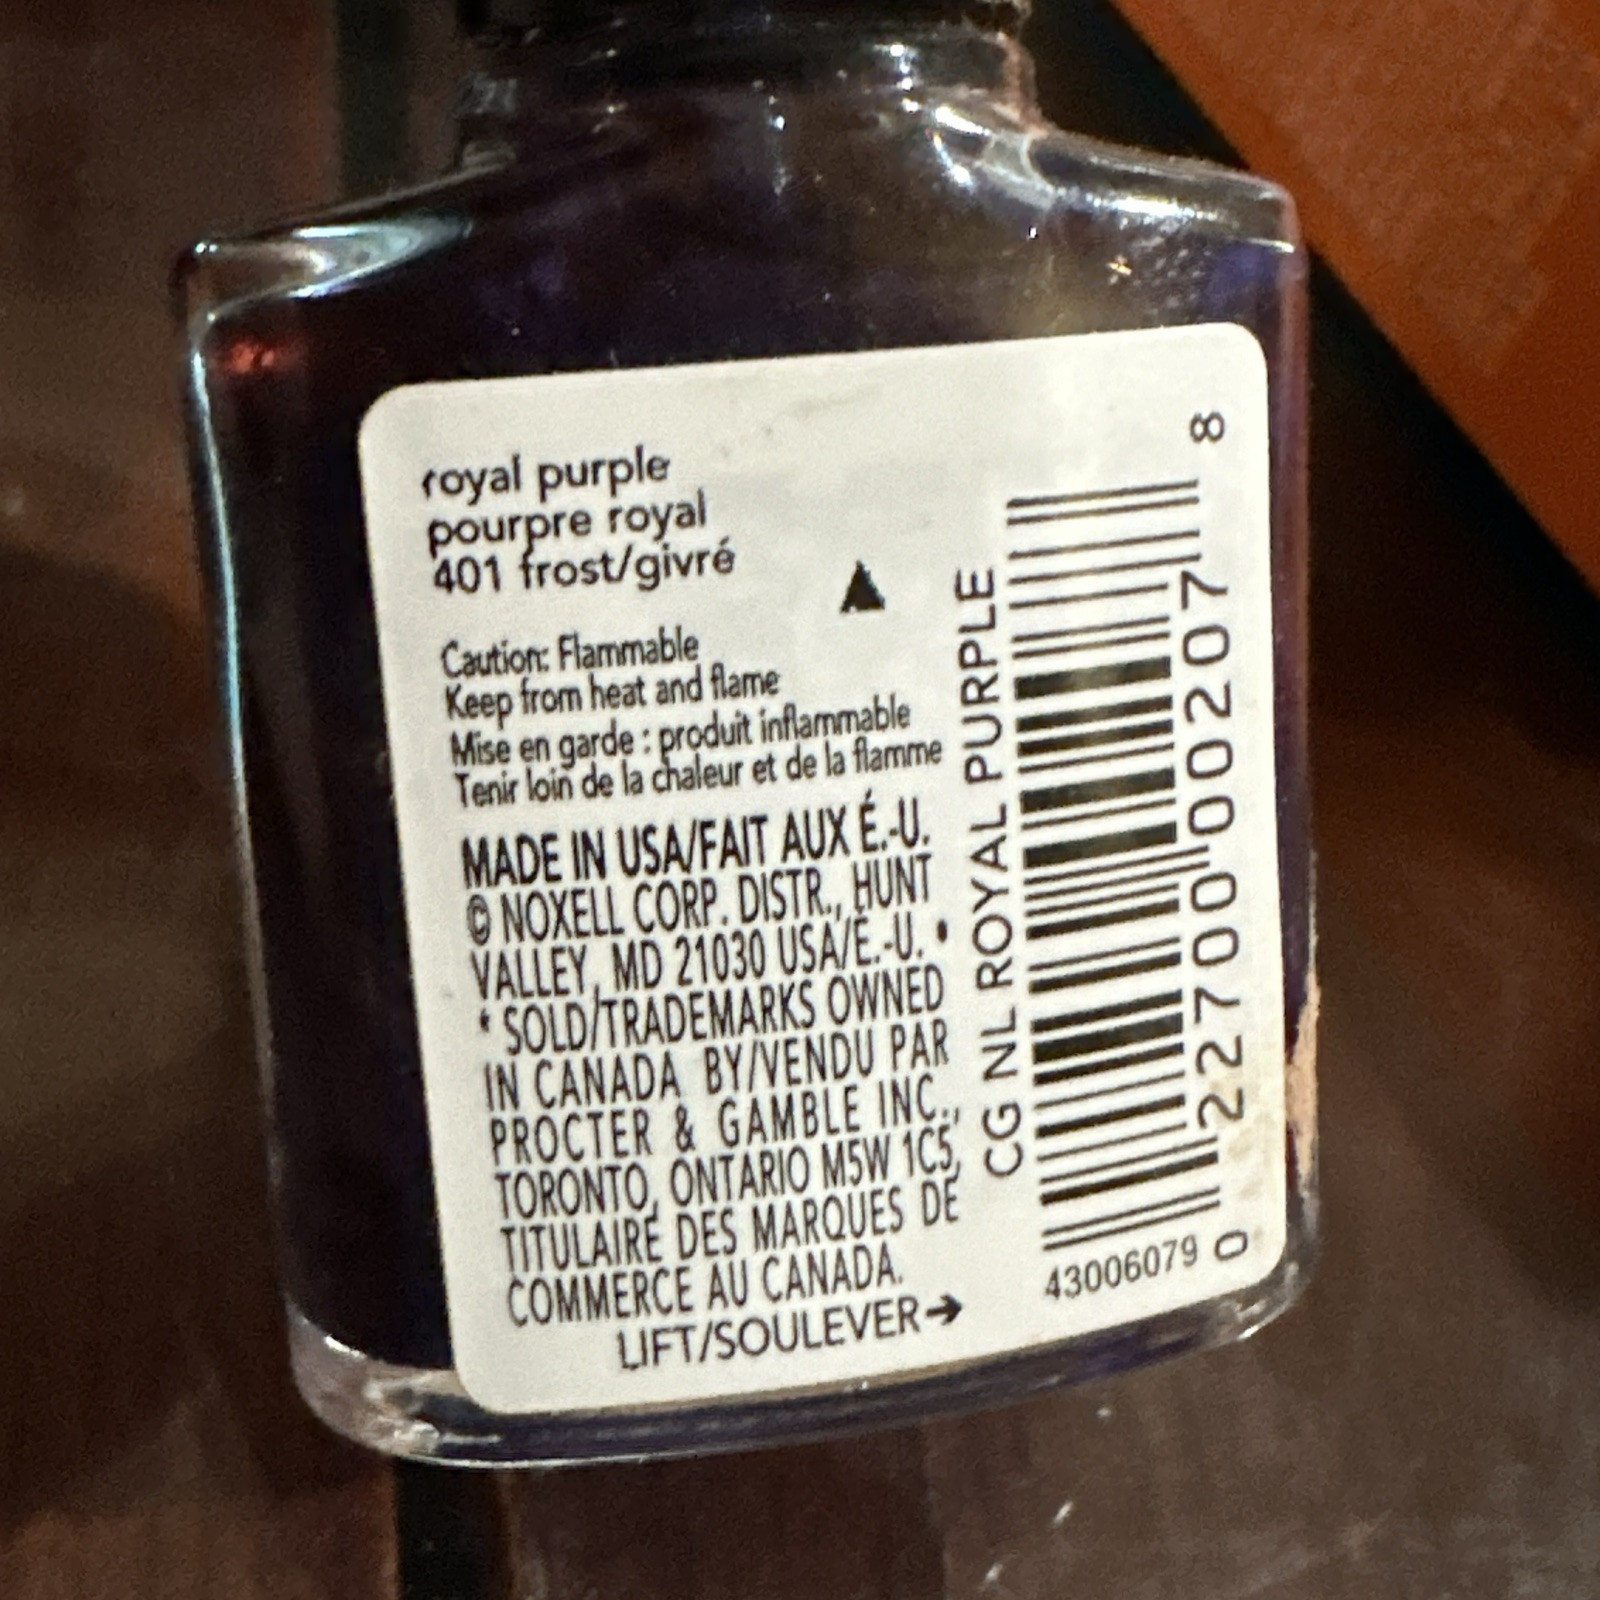 royal purple
pourpre royal
401 frost/givré
Caution: Flammable
Keep from heat and flame
Mise en garde : produit inflammable
Tenir loin de la chaleur et de la flamme
MADE IN USA/FAIT AUX É.-U.
© NOXELL CORP. DISTR., HUNT
VALLEY, MD 21030 USA/É.-U. •
* SOLD/TRADEMARKS OWNED
IN CANADA BY/VENDU PAR
PROCTER & GAMBLE INC.,
TORONTO, ONTARIO M5W 1C5,
TITULAIRE DES MARQUES DE
COMMERCE AU CANADA.
LIFT/SOULEVER→
CG NL ROYAL PURPLE
0 22700 00207 8
43006079